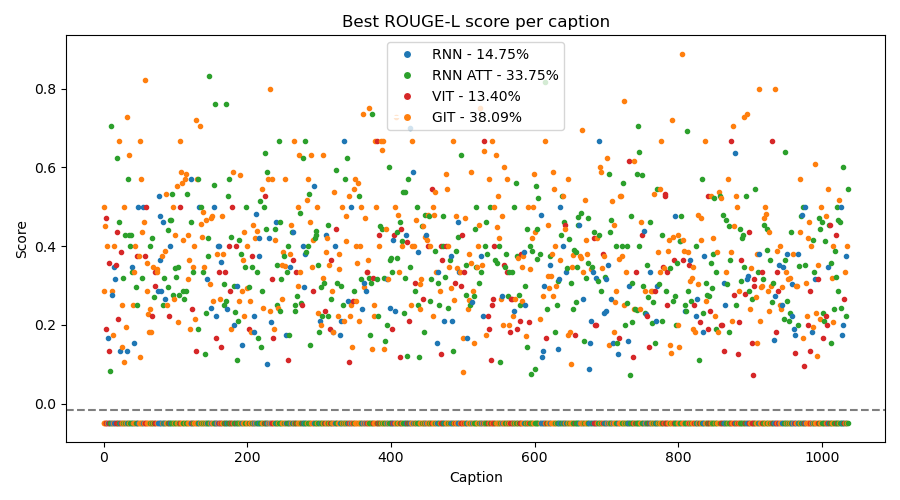 Best ROUGE-L score per caption
RNN - 14.75%
RNN ATT - 33.75%
VIT - 13.40%
GIT - 38.09%
Score
0.8
0.6
0.4
0.2
0.0
0 200 400 600 800 1000
Caption